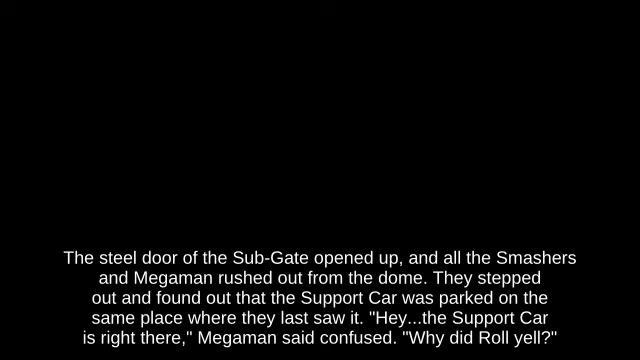 The steel door of the Sub-Gate opened up, and all the Smashers
and Megaman rushed out from the dome. They stepped
out and found out that the Support Car was parked on the
same place where they last saw it. "Hey...the Support Car
is right there," Megaman said confused. "Why did Roll yell?"